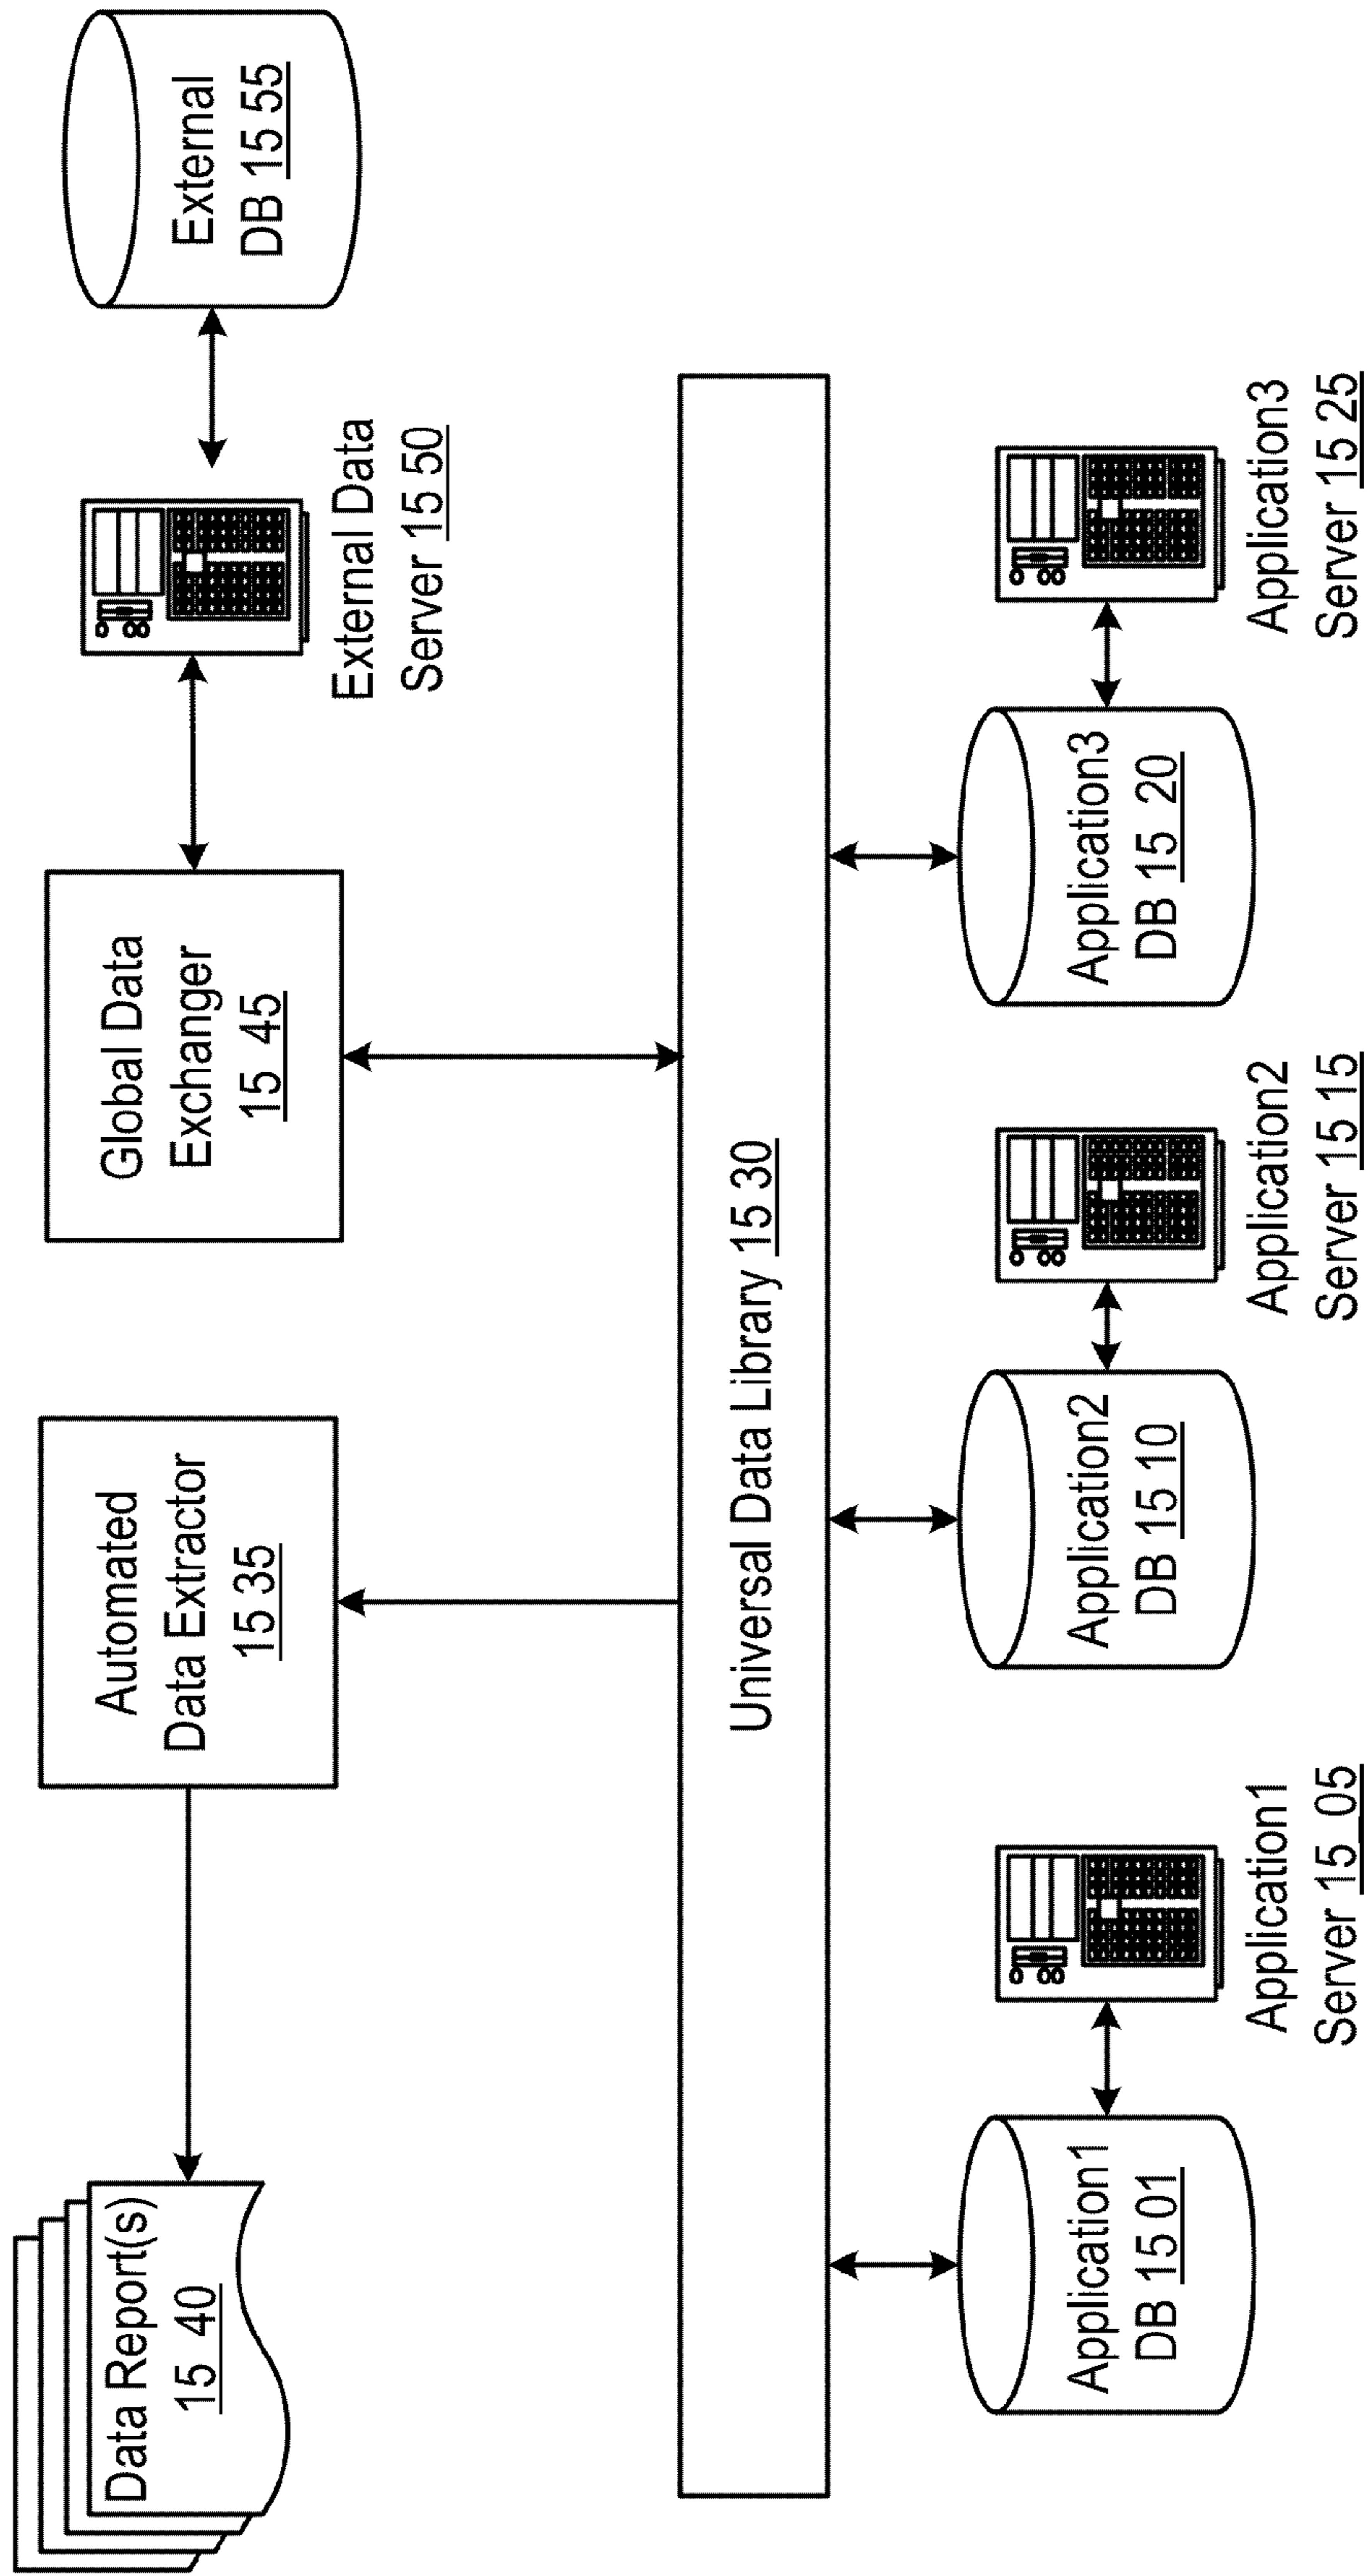 Data Report(s)
15 40
Automated
Data Extractor
15 35
Global Data
Exchanger
15 45
External Data
Server 15 50
External
DB 15 55
Universal Data Library 15 30
Application1
DB 15 01
Application1
Server 15 05
Application2
DB 15 10
Application2
Server 15 15
Application3
DB 15 20
Application3
Server 15 25